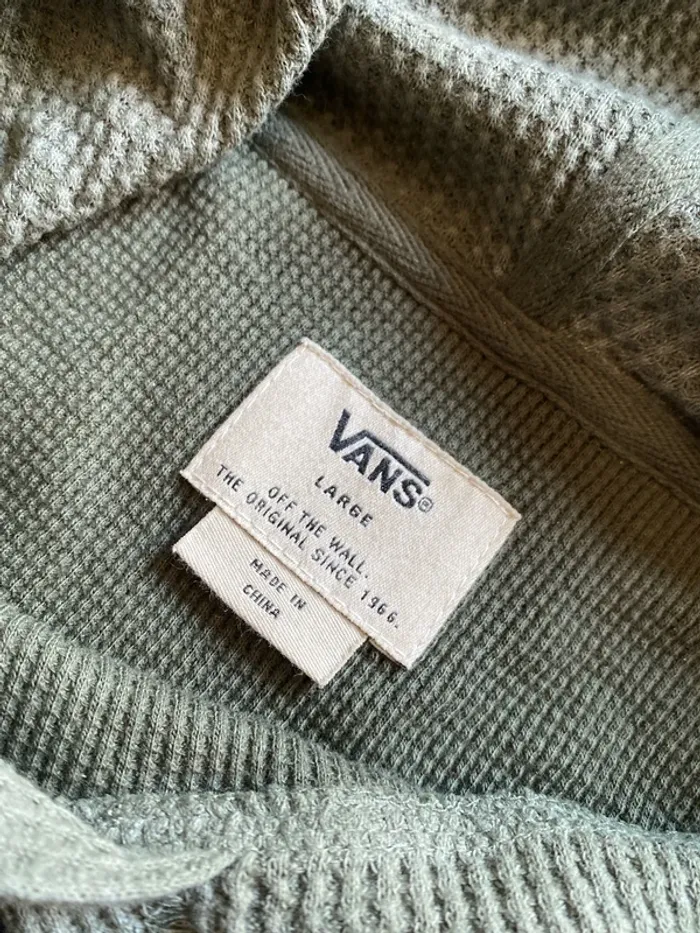 VANS®
LARGE
OFF THE WALL.
THE ORIGINAL SINCE 1966.
MADE IN
CHINA